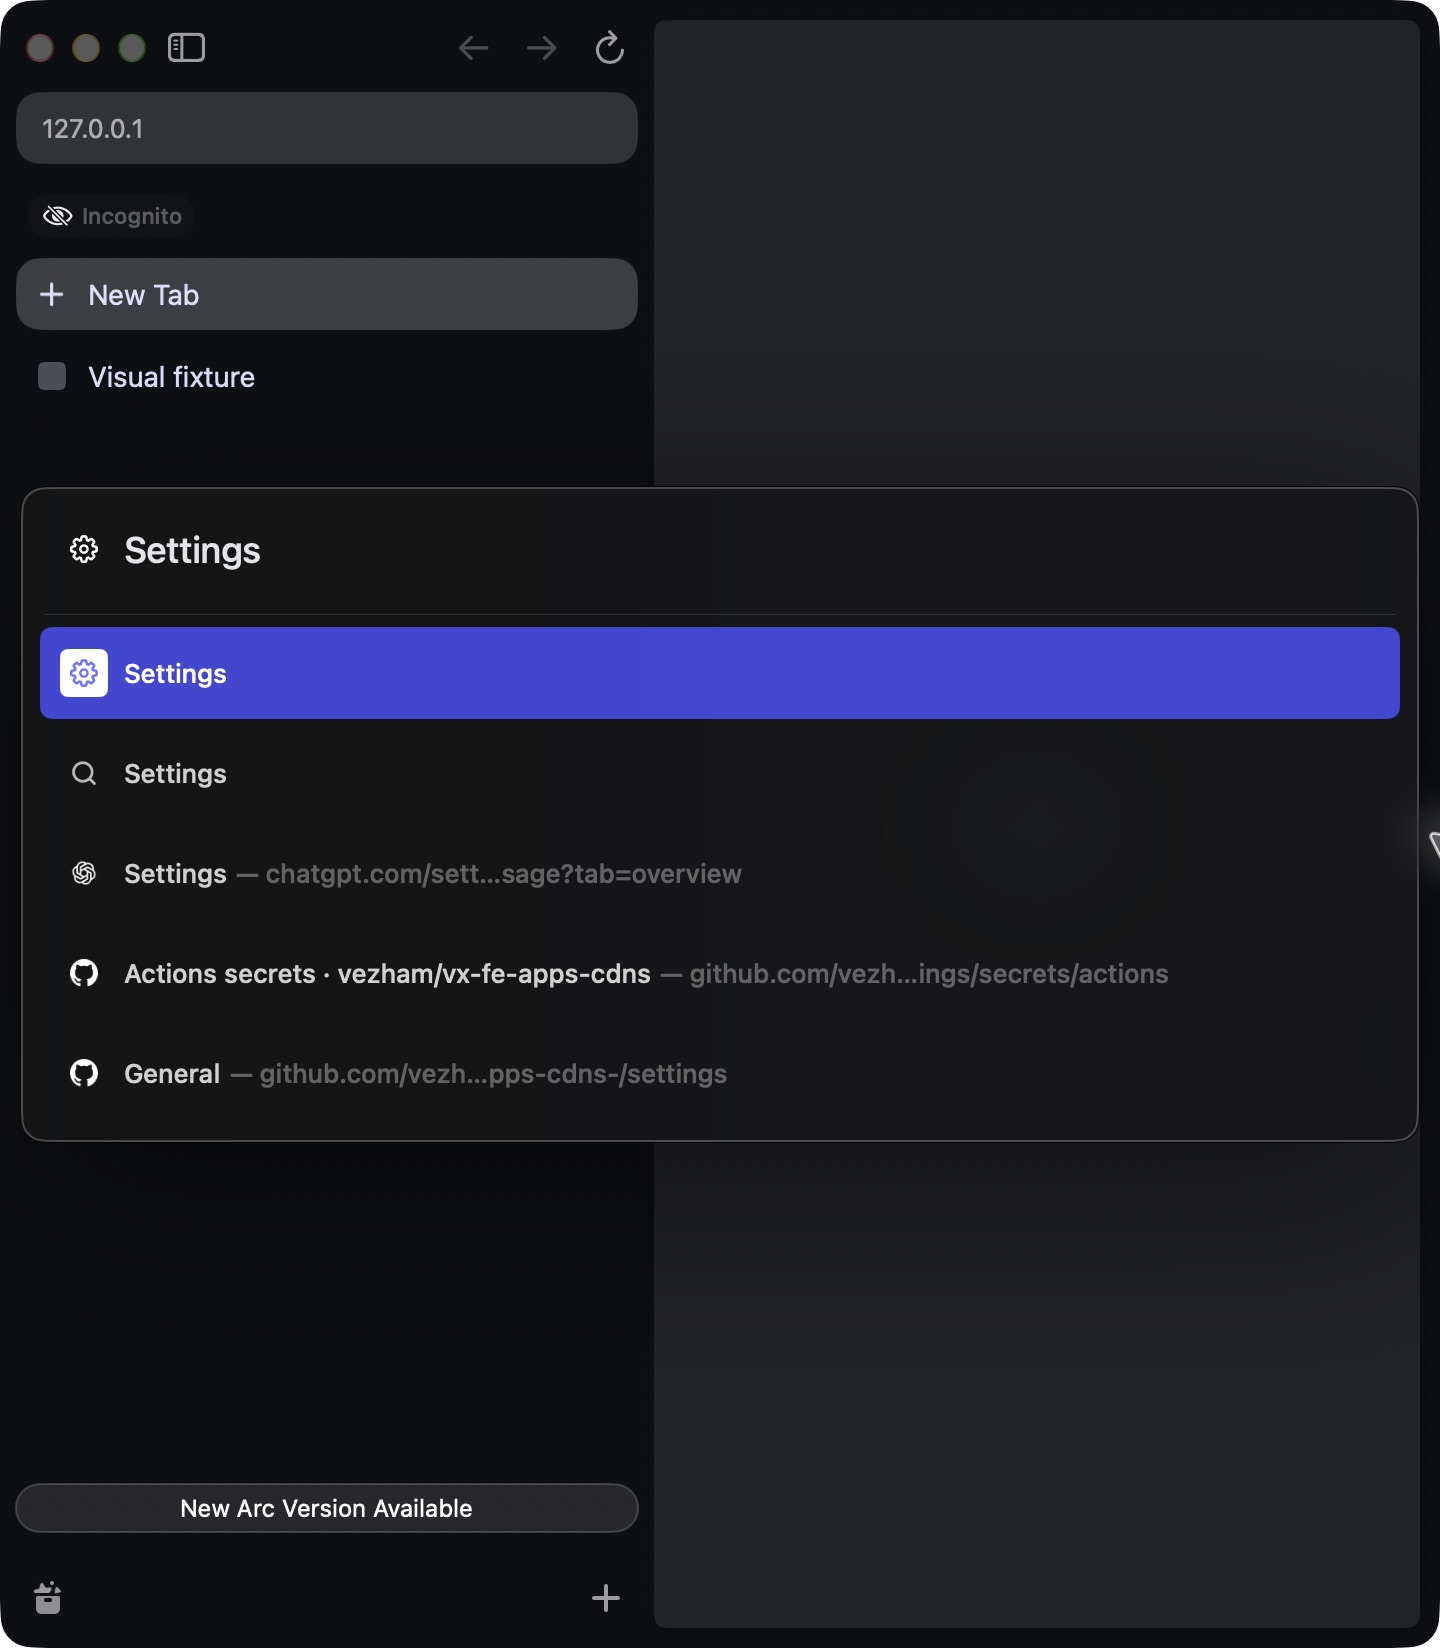 127.0.0.1
Incognito
New Tab
Visual fixture
Settings
Settings
Settings
Settings — chatgpt.com/sett...sage?tab=overview
Actions secrets · vezham/vx-fe-apps-cdns — github.com/vezh...ings/secrets/actions
General — github.com/vezh...pps-cdns-/settings
New Arc Version Available